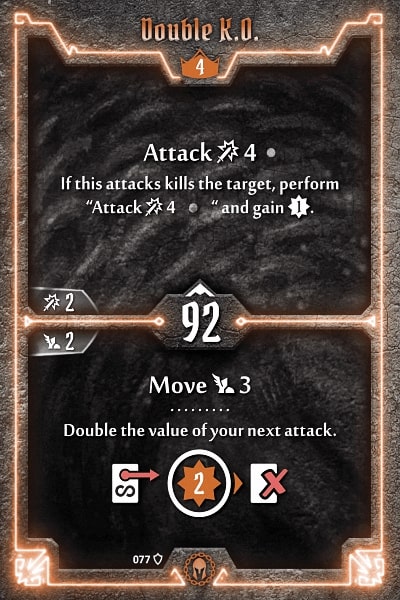 Double K.O.
4
Attack 4
If this attacks kills the target, perform
“Attack 4 “ and gain 1.
2
92
2
Move 3
Double the value of your next attack.
S 2
077